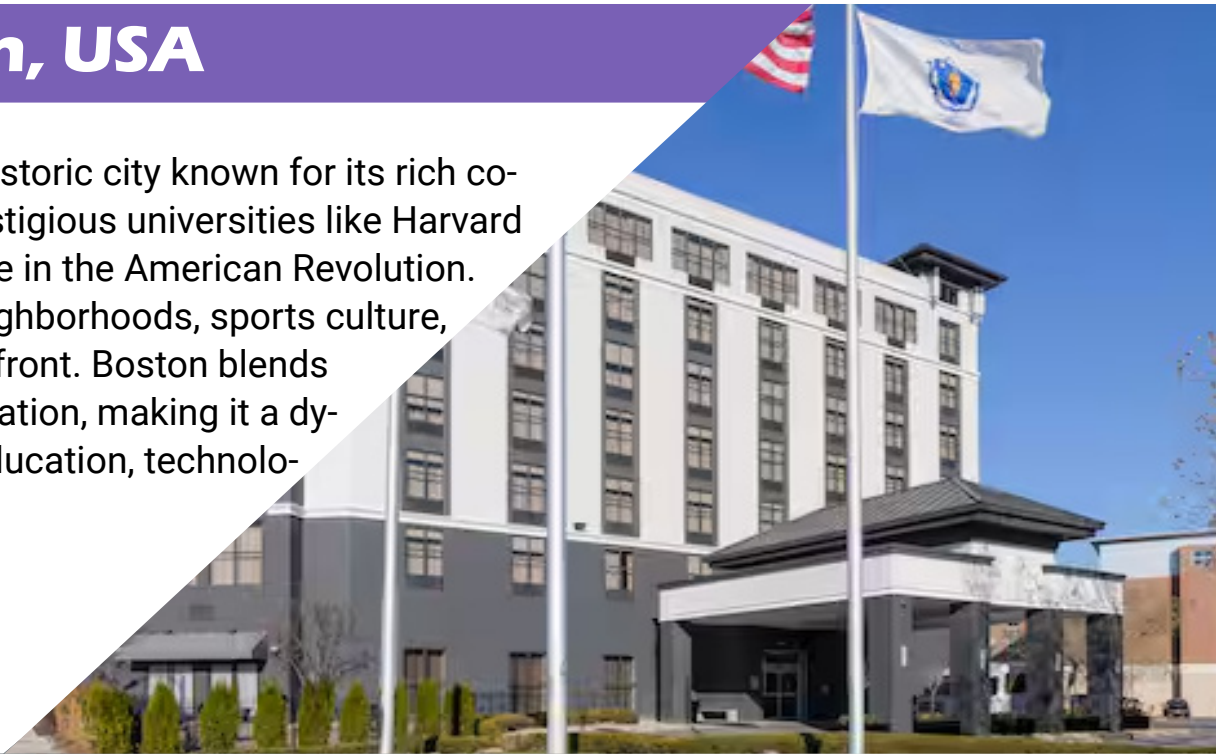 n, USA
storic city known for its rich co-
stigious universities like Harvard
e in the American Revolution.
ghborhoods, sports culture,
front. Boston blends
ation, making it a dy-
lucation, technolo-